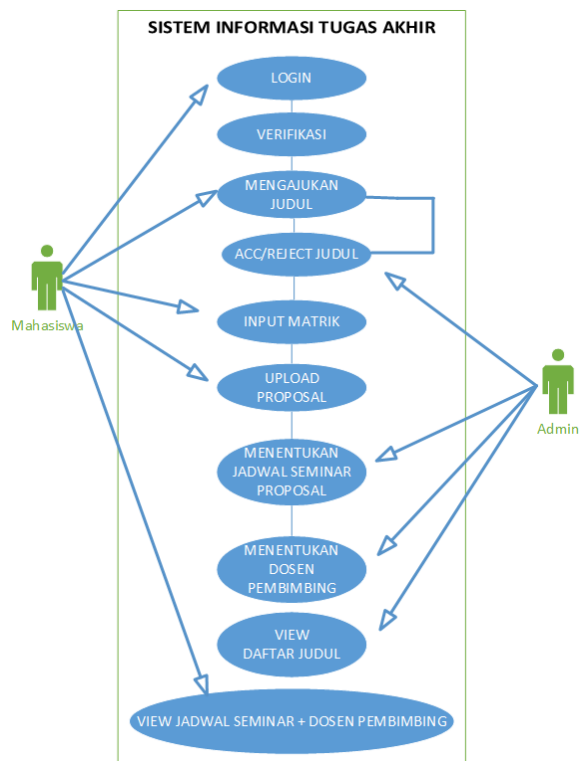 SISTEM INFORMASI TUGAS AKHIR
LOGIN
VERIFIKASI
MENGAJUKAN
JUDUL
ACC/REJECT JUDUL
Mahasiswa
INPUT MATRIK
UPLOAD
PROPOSAL
Admin
MENENTUKAN
JADWAL SEMINAR
PROPOSAL
MENENTUKAN
DOSEN
PEMBIMBING
VIEW
DAFTAR JUDUL
VIEW JADWAL SEMINAR + DOSEN PEMBIMBING